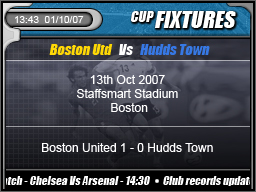 13:43 01/10/07
CUP FIXTURES
Boston Utd Vs Hudds Town
13th Oct 2007
Staffsmart Stadium
Boston
Boston United 1 - 0 Hudds Town
tch - Chelsea Vs Arsenal - 14:30 • Club records updat